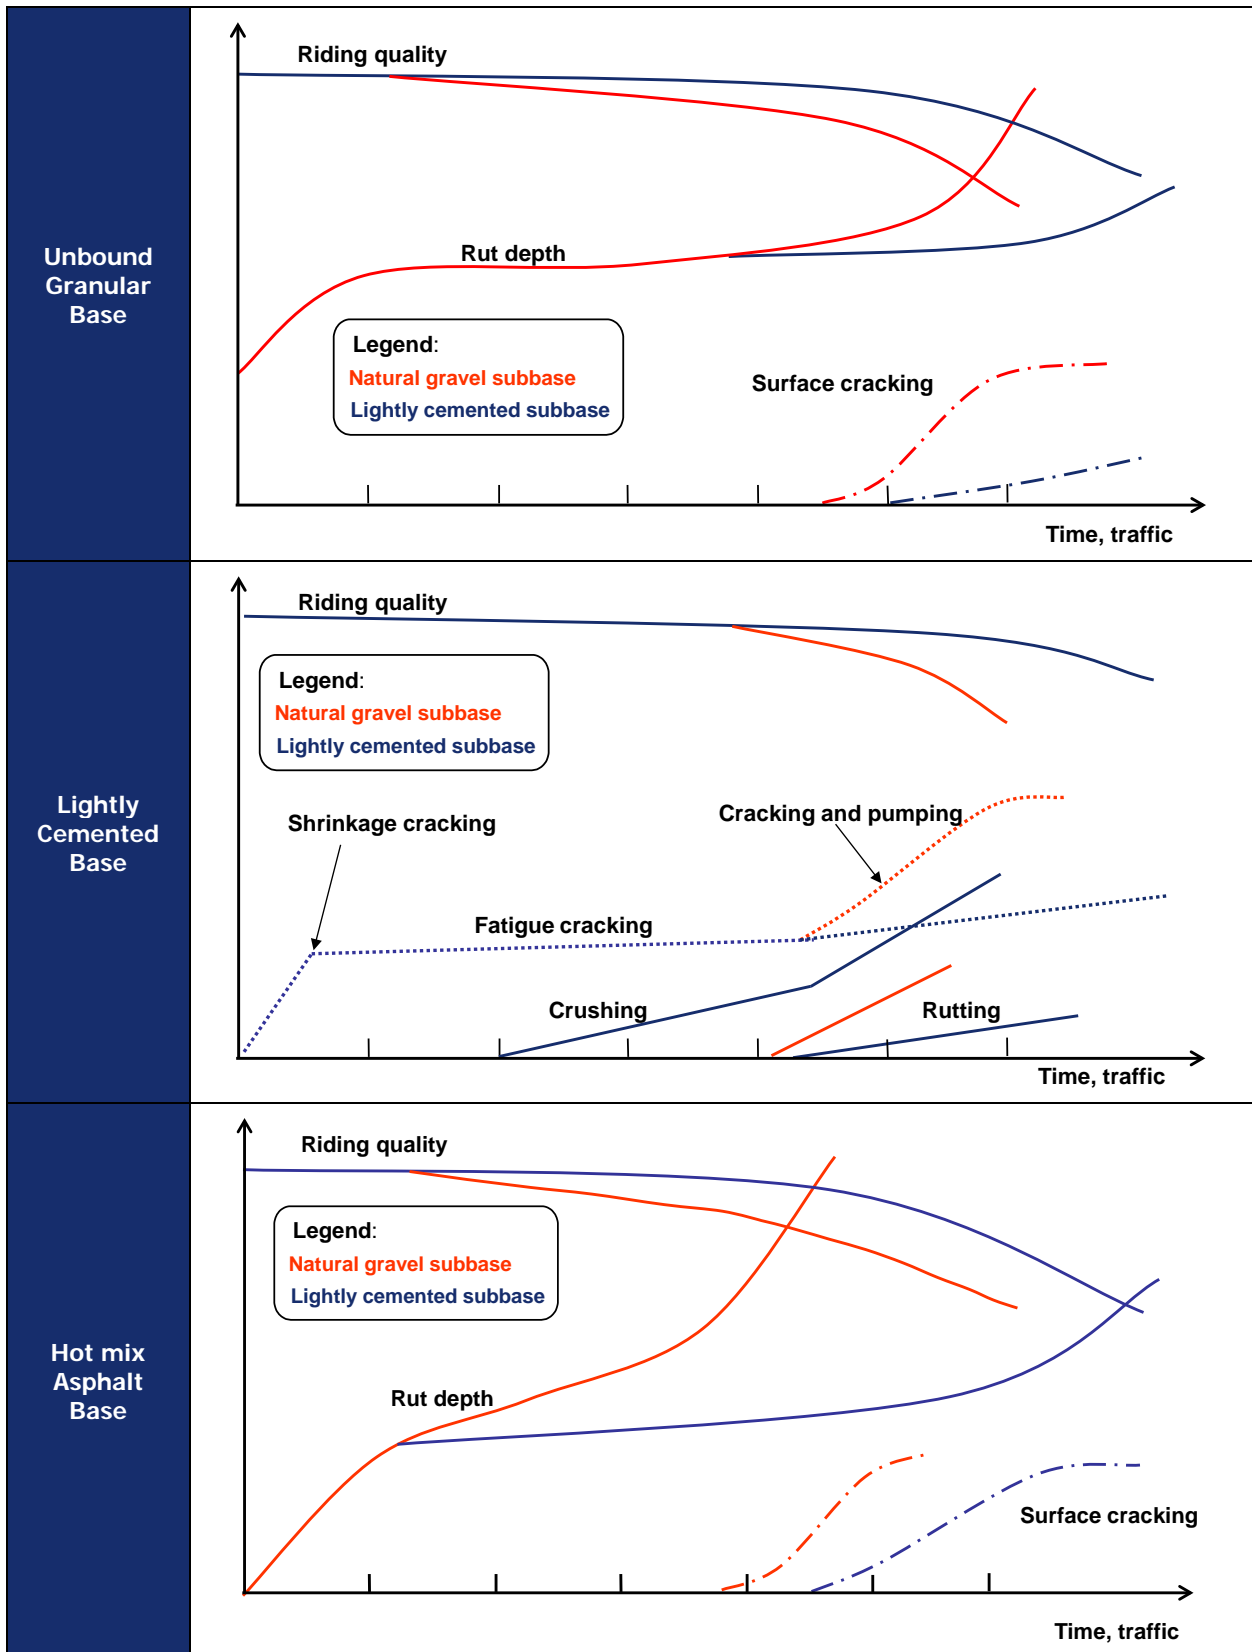 Unbound
Granular
Base
Riding quality
Rut depth
Legend:
Natural gravel subbase
Lightly cemented subbase
Surface cracking
Time, traffic
Lightly
Cemented
Base
Riding quality
Legend:
Natural gravel subbase
Lightly cemented subbase
Shrinkage cracking
Cracking and pumping
Fatigue cracking
Crushing
Rutting
Time, traffic
Hot mix
Asphalt
Base
Riding quality
Legend:
Natural gravel subbase
Lightly cemented subbase
Rut depth
Surface cracking
Time, traffic